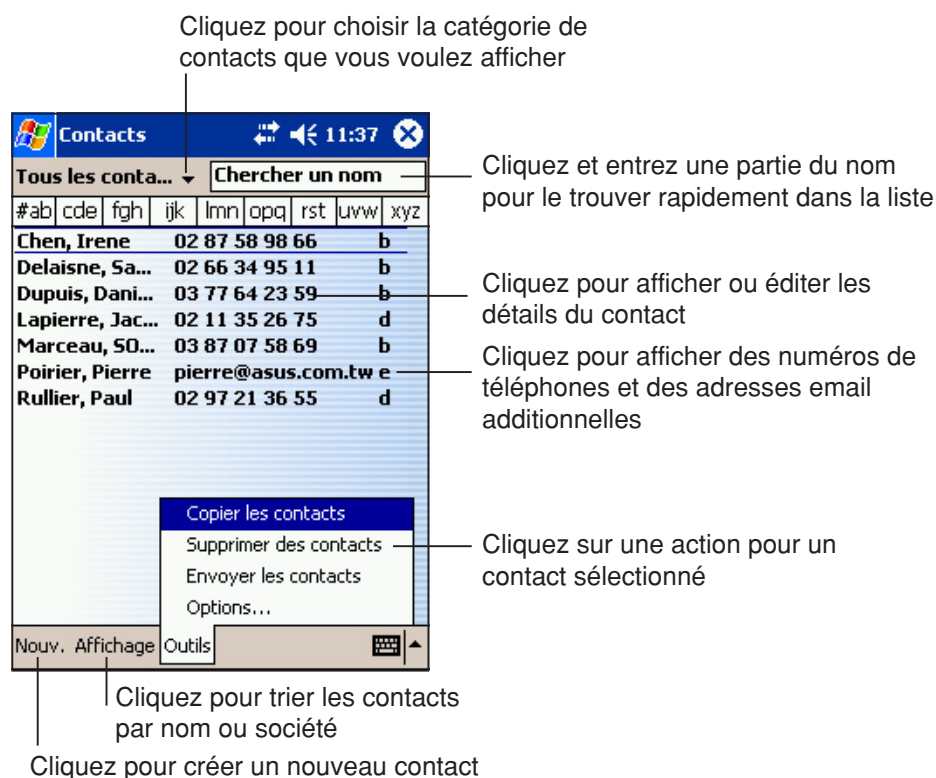 Cliquez pour choisir la catégorie de
contacts que vous voulez afficher
Contacts 11:37
Tous les conta... Chercher un nom
#ab cde fgh ijk lmn opq rst uvw xyz
Chen, Irene 02 87 58 98 66 b
Delaisne, Sa... 02 66 34 95 11 b
Dupuis, Dani... 03 77 64 23 59 b
Lapierre, Jac... 02 11 35 26 75 d
Marceau, SO... 03 87 07 58 69 b
Poirier, Pierre pierre@asus.com.tw e
Rullier, Paul 02 97 21 36 55 d
Cliquez et entrez une partie du nom
pour le trouver rapidement dans la liste
Cliquez pour afficher ou éditer les
détails du contact
Cliquez pour afficher des numéros de
téléphones et des adresses email
additionnelles
Copier les contacts
Supprimer des contacts
Envoyer les contacts
Options...
Cliquez sur une action pour un
contact sélectionné
Nouv. Affichage Outils
Cliquez pour trier les contacts
par nom ou société
Cliquez pour créer un nouveau contact